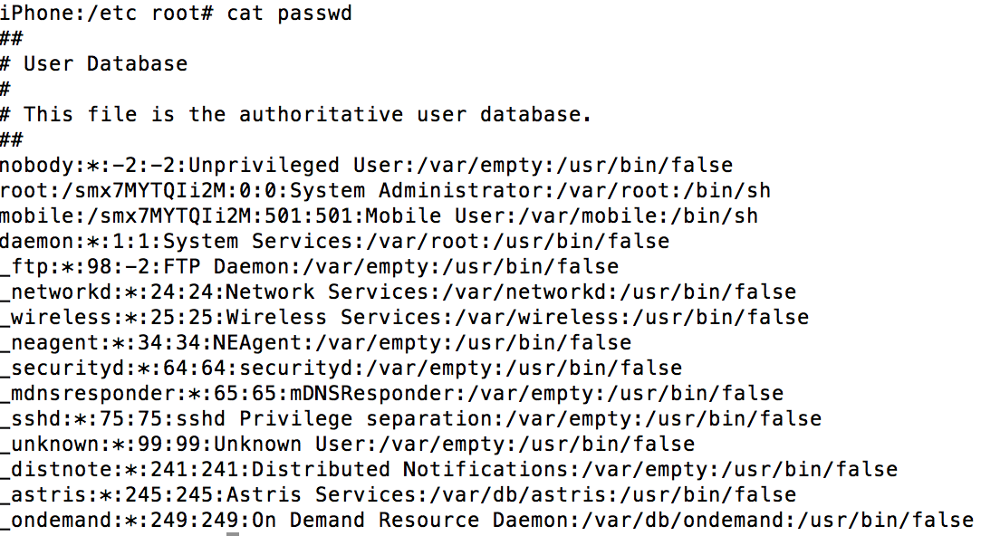 iPhone:/etc root# cat passwd
##
# User Database
#
# This file is the authoritative user database.
##
nobody:*:-2:-2:Unprivileged User:/var/empty:/usr/bin/false
root:/smx7MYTQIi2M:0:0:System Administrator:/var/root:/bin/sh
mobile:/smx7MYTQIi2M:501:501:Mobile User:/var/mobile:/bin/sh
daemon:*:1:1:System Services:/var/root:/usr/bin/false
_ftp:*:98:-2:FTP Daemon:/var/empty:/usr/bin/false
_networkd:*:24:24:Network Services:/var/networkd:/usr/bin/false
_wireless:*:25:25:Wireless Services:/var/wireless:/usr/bin/false
_neagent:*:34:34:NEAgent:/var/empty:/usr/bin/false
_securityd:*:64:64:securityd:/var/empty:/usr/bin/false
_mdnsresponder:*:65:65:mDNSResponder:/var/empty:/usr/bin/false
_sshd:*:75:75:sshd Privilege separation:/var/empty:/usr/bin/false
_unknown:*:99:99:Unknown User:/var/empty:/usr/bin/false
_distnote:*:241:241:Distributed Notifications:/var/empty:/usr/bin/false
_astris:*:245:245:Astris Services:/var/db/astris:/usr/bin/false
_ondemand:*:249:249:On Demand Resource Daemon:/var/db/ondemand:/usr/bin/false